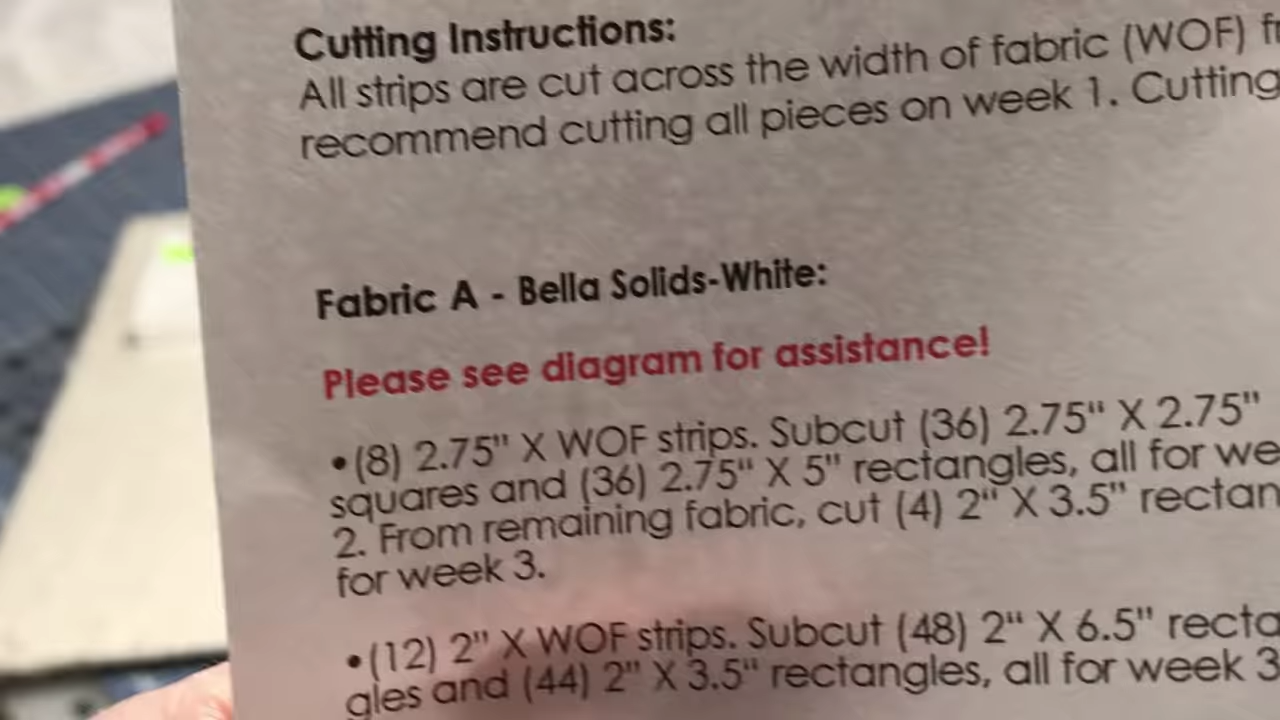 Cutting Instructions:
All strips are cut across the width of fabric (WOF)
recommend cutting all pieces on week 1. Cutting
Fabric A - Bella Solids-White:
Please see diagram for assistance!
•(8) 2.75" X WOF strips. Subcut (36) 2.75" X 2.75"
squares and (36) 2.75" X 5" rectangles, all for we
2. From remaining fabric, cut (4) 2" X 3.5" rectan
for week 3.
•(12) 2" X WOF strips. Subcut (48) 2" X 6.5" recta
gles and (44) 2" X 3.5" rectangles, all for week 3